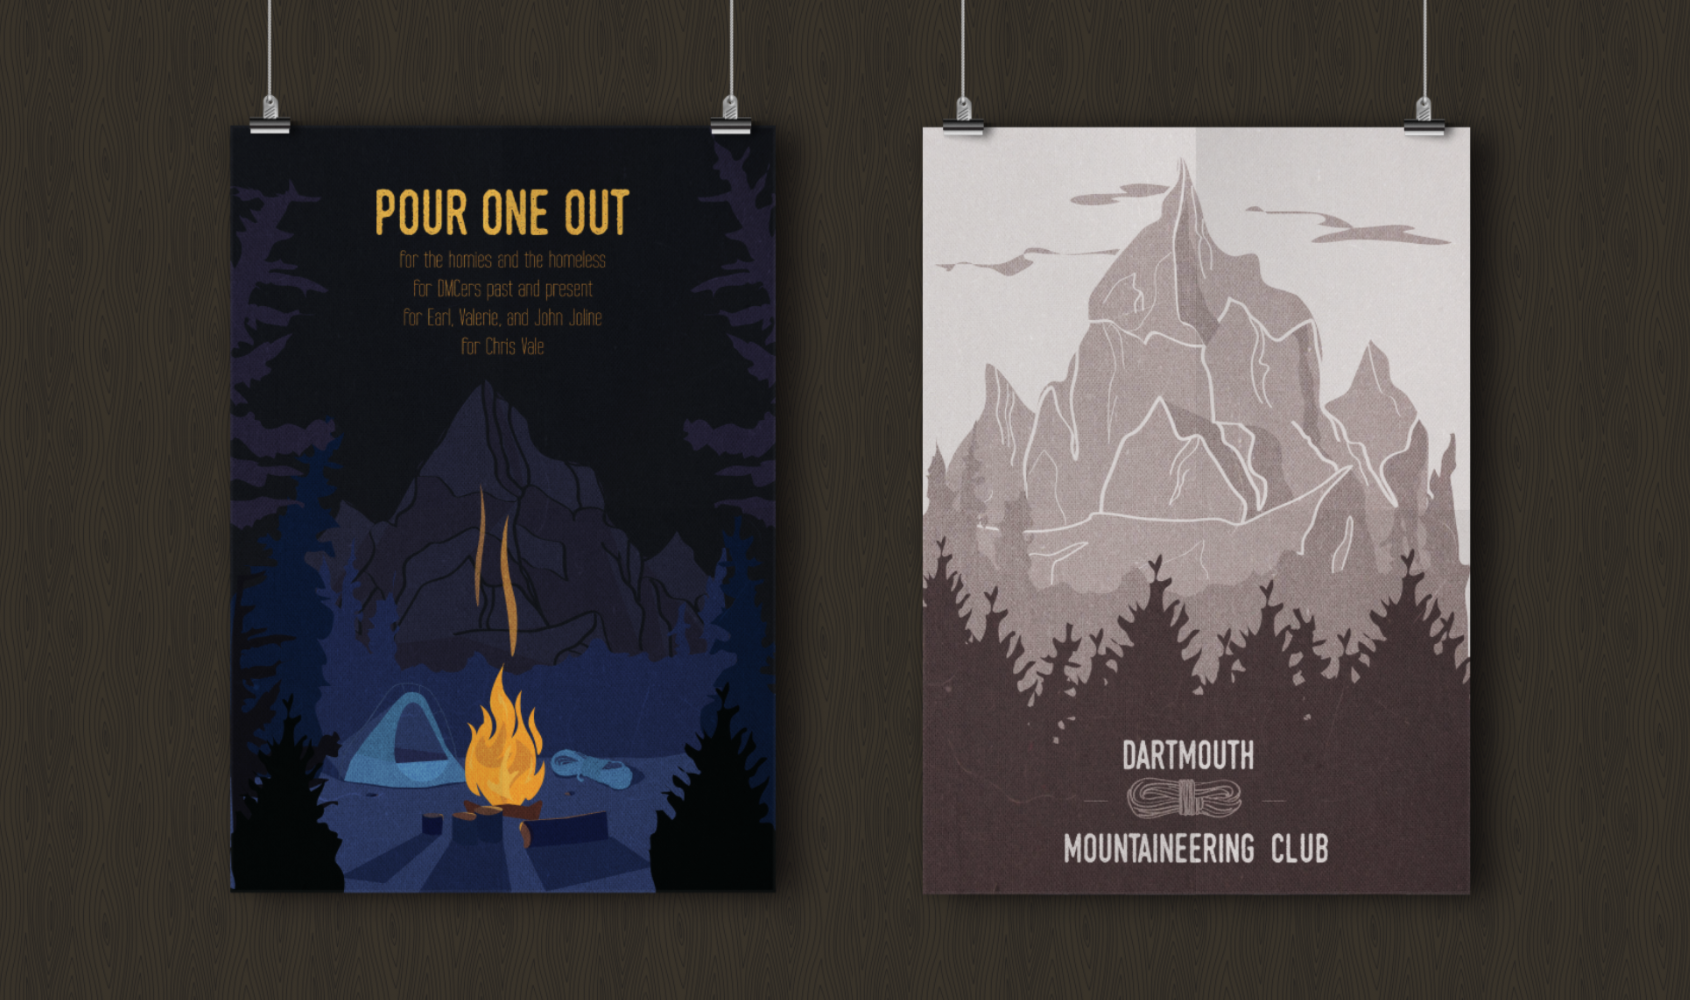 POUR ONE OUT
for the homies and the homeless
for DMCers past and present
for Earl, Valerie, and John Joline
for Chris Vale
DARTMOUTH
MOUNTAINEERING CLUB